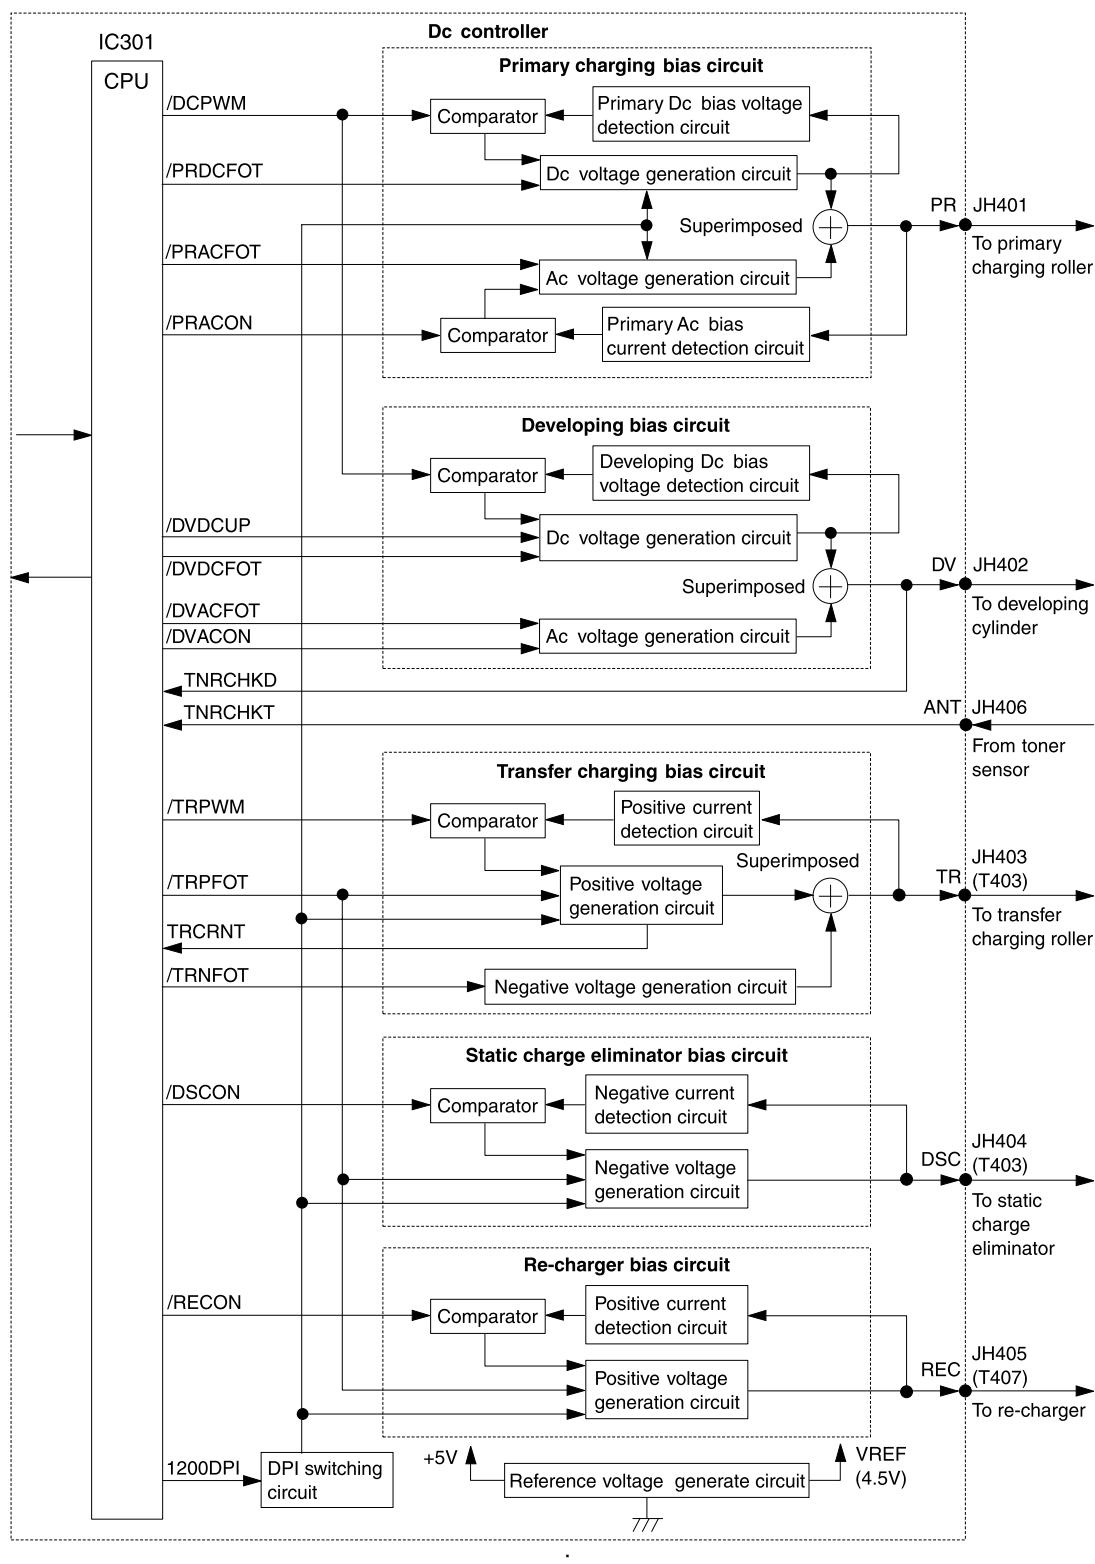 Dc controller
IC301
CPU
Primary charging bias circuit
/DCPWM
Comparator
Primary Dc bias voltage
detection circuit
/PRDCFOT
Dc voltage generation circuit
Superimposed
PR
JH401
To primary
charging roller
/PRACFOT
Ac voltage generation circuit
/PRACON
Comparator
Primary Ac bias
current detection circuit
Developing bias circuit
Comparator
Developing Dc bias
voltage detection circuit
/DVDCUP
Dc voltage generation circuit
/DVDCFOT
Superimposed
DV
JH402
To developing
cylinder
/DVACFOT
/DVACON
Ac voltage generation circuit
TNRCHKD
TNRCHKT
ANT
JH406
From toner
sensor
Transfer charging bias circuit
/TRPWM
Comparator
Positive current
detection circuit
Superimposed
/TRPFOT
Positive voltage
generation circuit
TR
JH403
(T403)
To transfer
charging roller
TRCRNT
/TRNFOT
Negative voltage generation circuit
Static charge eliminator bias circuit
/DSCON
Comparator
Negative current
detection circuit
Negative voltage
generation circuit
DSC
JH404
(T403)
To static
charge
eliminator
Re-charger bias circuit
/RECON
Comparator
Positive current
detection circuit
Positive voltage
generation circuit
REC
JH405
(T407)
To re-charger
1200DPI
DPI switching
circuit
+5V
Reference voltage generate circuit
VREF
(4.5V)